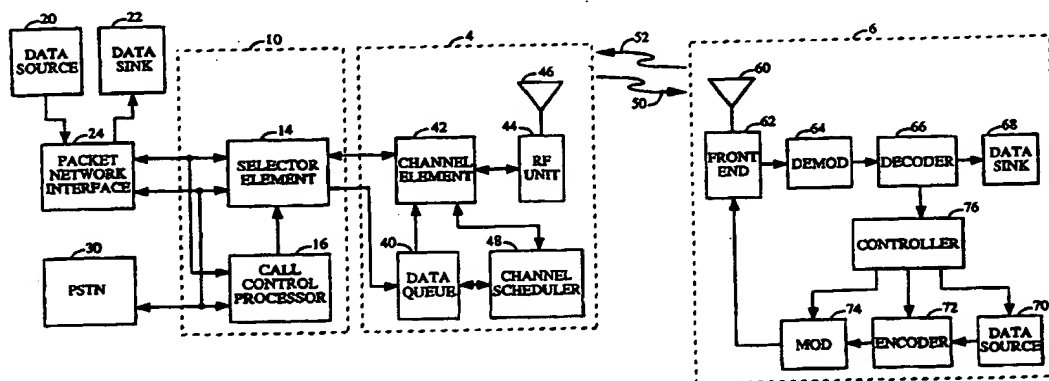 20
DATA
SOURCE
22
DATA
SINK
24
PACKET
NETWORK
INTERFACE
30
PSTN
10
14
SELECTOR
ELEMENT
16
CALL
CONTROL
PROCESSOR
4
42
CHANNEL
ELEMENT
46
44
RF
UNIT
40
DATA
QUEUE
48
CHANNEL
SCHEDULER
52
50
6
60
62
FRONT
END
64
DEMOD
66
DECODER
68
DATA
SINK
76
CONTROLLER
74
MOD
72
ENCODER
70
DATA
SOURCE